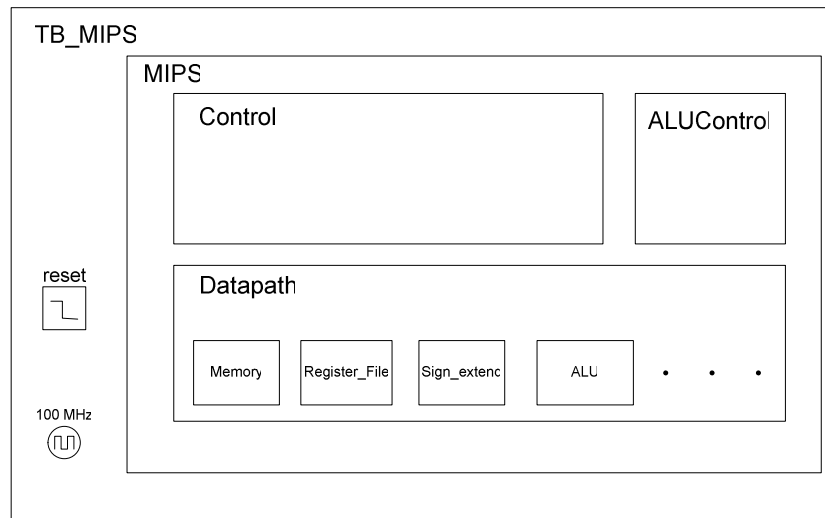 TB_MIPS
MIPS
Control
ALUControl
reset
Datapath
Memory
Register_File
Sign_extend
ALU
100 MHz